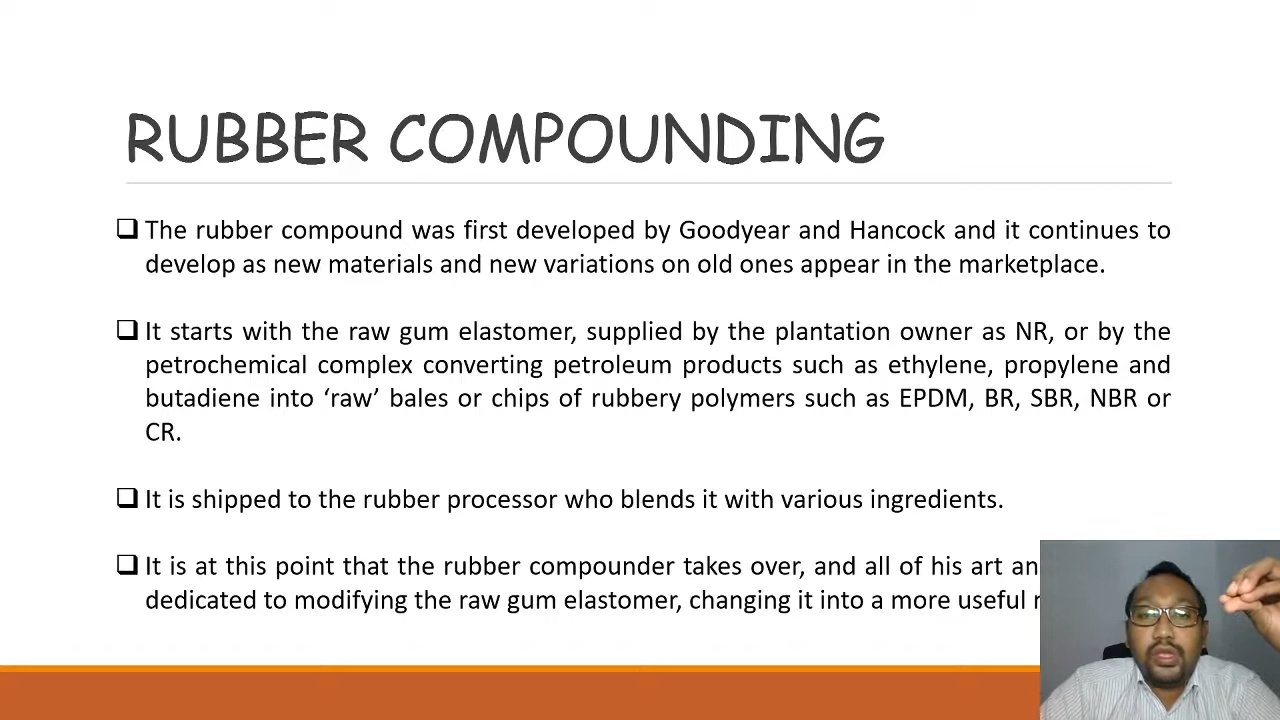 RUBBER COMPOUNDING
The rubber compound was first developed by Goodyear and Hancock and it continues to
develop as new materials and new variations on old ones appear in the marketplace.
It starts with the raw gum elastomer, supplied by the plantation owner as NR, or by the
petrochemical complex converting petroleum products such as ethylene, propylene and
butadiene into ‘raw’ bales or chips of rubbery polymers such as EPDM, BR, SBR, NBR or
CR.
It is shipped to the rubber processor who blends it with various ingredients.
It is at this point that the rubber compounder takes over, and all of his art
dedicated to modifying the raw gum elastomer, changing it into a more useful